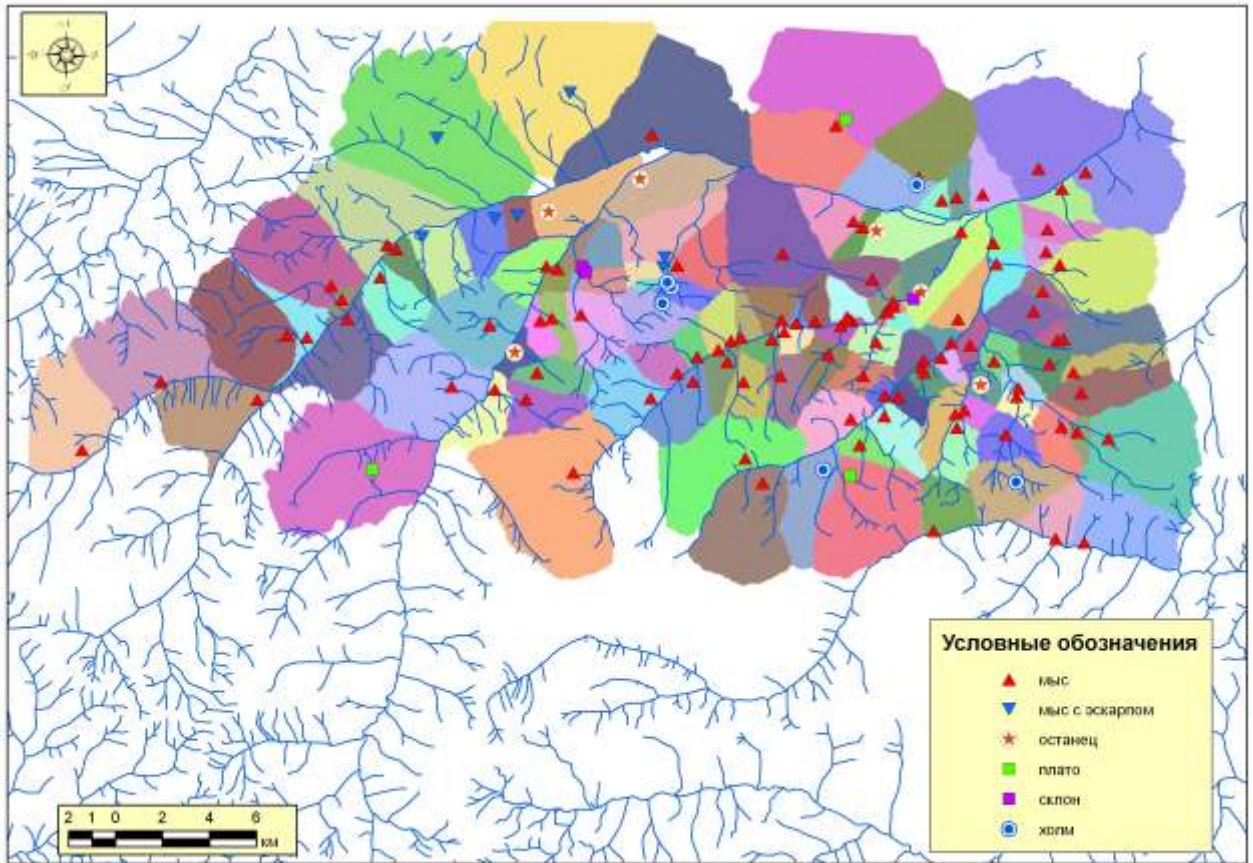 Условные обозначения
мыс
мыс с эскарпом
останец
плато
склон
холм
2 1 0 2 4 6
км